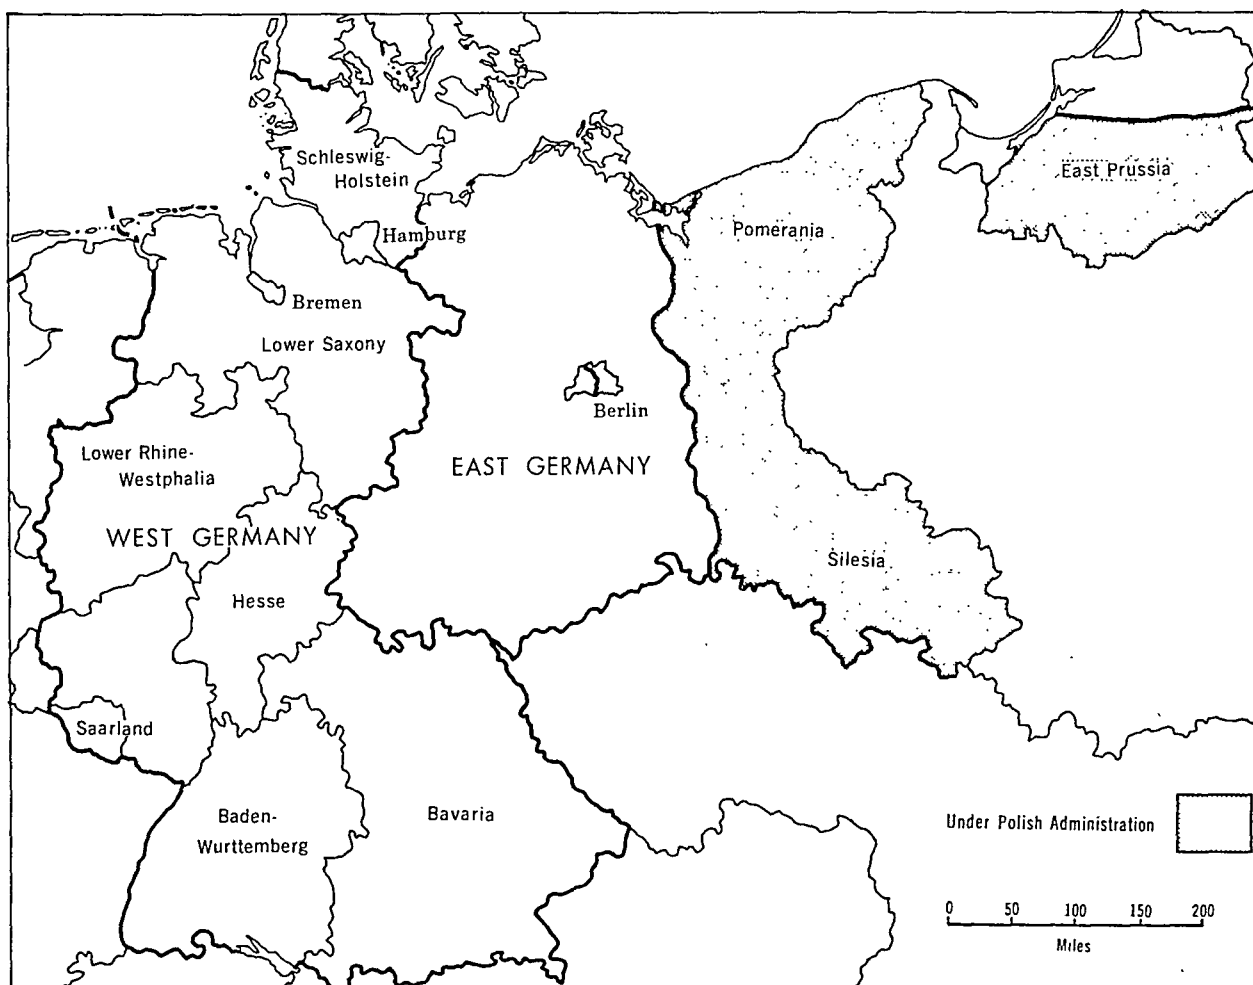 Schleswig-
Holstein
East Prussia
Pomerania
Hamburg
Bremen
Lower Saxony
Berlin
Lower Rhine-
Westphalia
EAST GERMANY
WEST GERMANY
Silesia
Hesse
Saarland
Baden-
Wurttemberg
Bavaria
Under Polish Administration
0 50 100 150 200
Miles